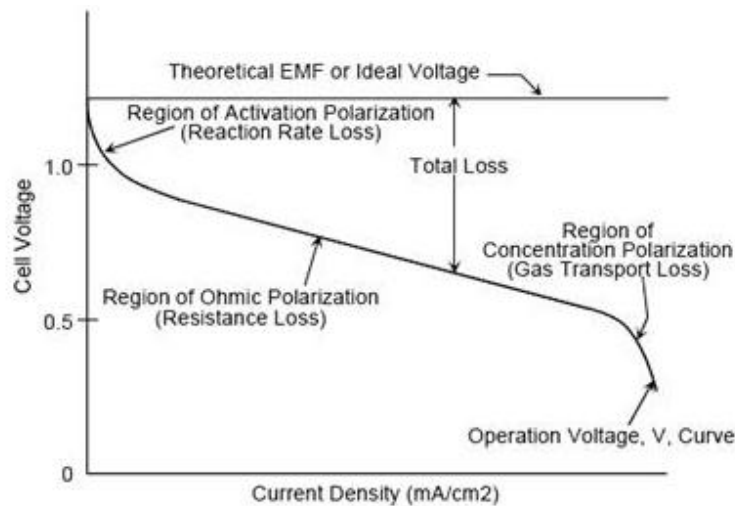 Theoretical EMF or Ideal Voltage
Region of Activation Polarization
(Reaction Rate Loss)
Total Loss
1.0
Region of
Concentration Polarization
(Gas Transport Loss)
Cell Voltage
Region of Ohmic Polarization
(Resistance Loss)
0.5
Operation Voltage, V, Curve
0
Current Density (mA/cm2)